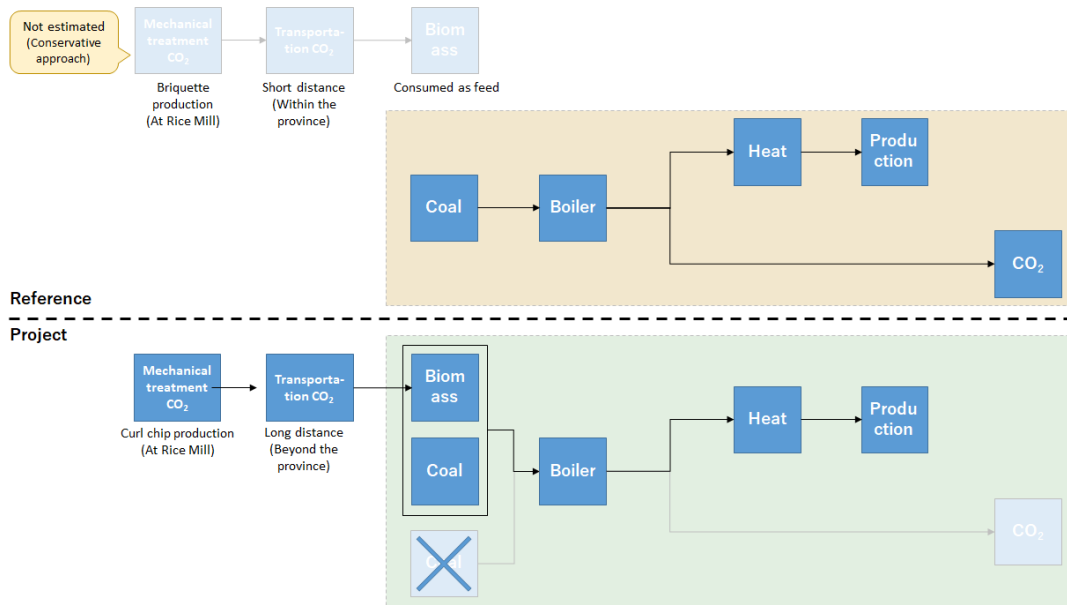 Not estimated
(Conservative
approach)
Mechanical
treatment
CO₂
Transporta-
tion CO₂
Biom
ass
Briquette
production
(At Rice Mill)
Short distance
(Within the
province)
Consumed as feed
Heat
Produ
ction
Coal
Boiler
CO₂
Reference
Project
Mechanical
treatment
CO₂
Transporta-
tion CO₂
Biom
ass
Curl chip production
(At Rice Mill)
Long distance
(Beyond the
province)
Heat
Produ
ction
Coal
Boiler
CO₂
Coal